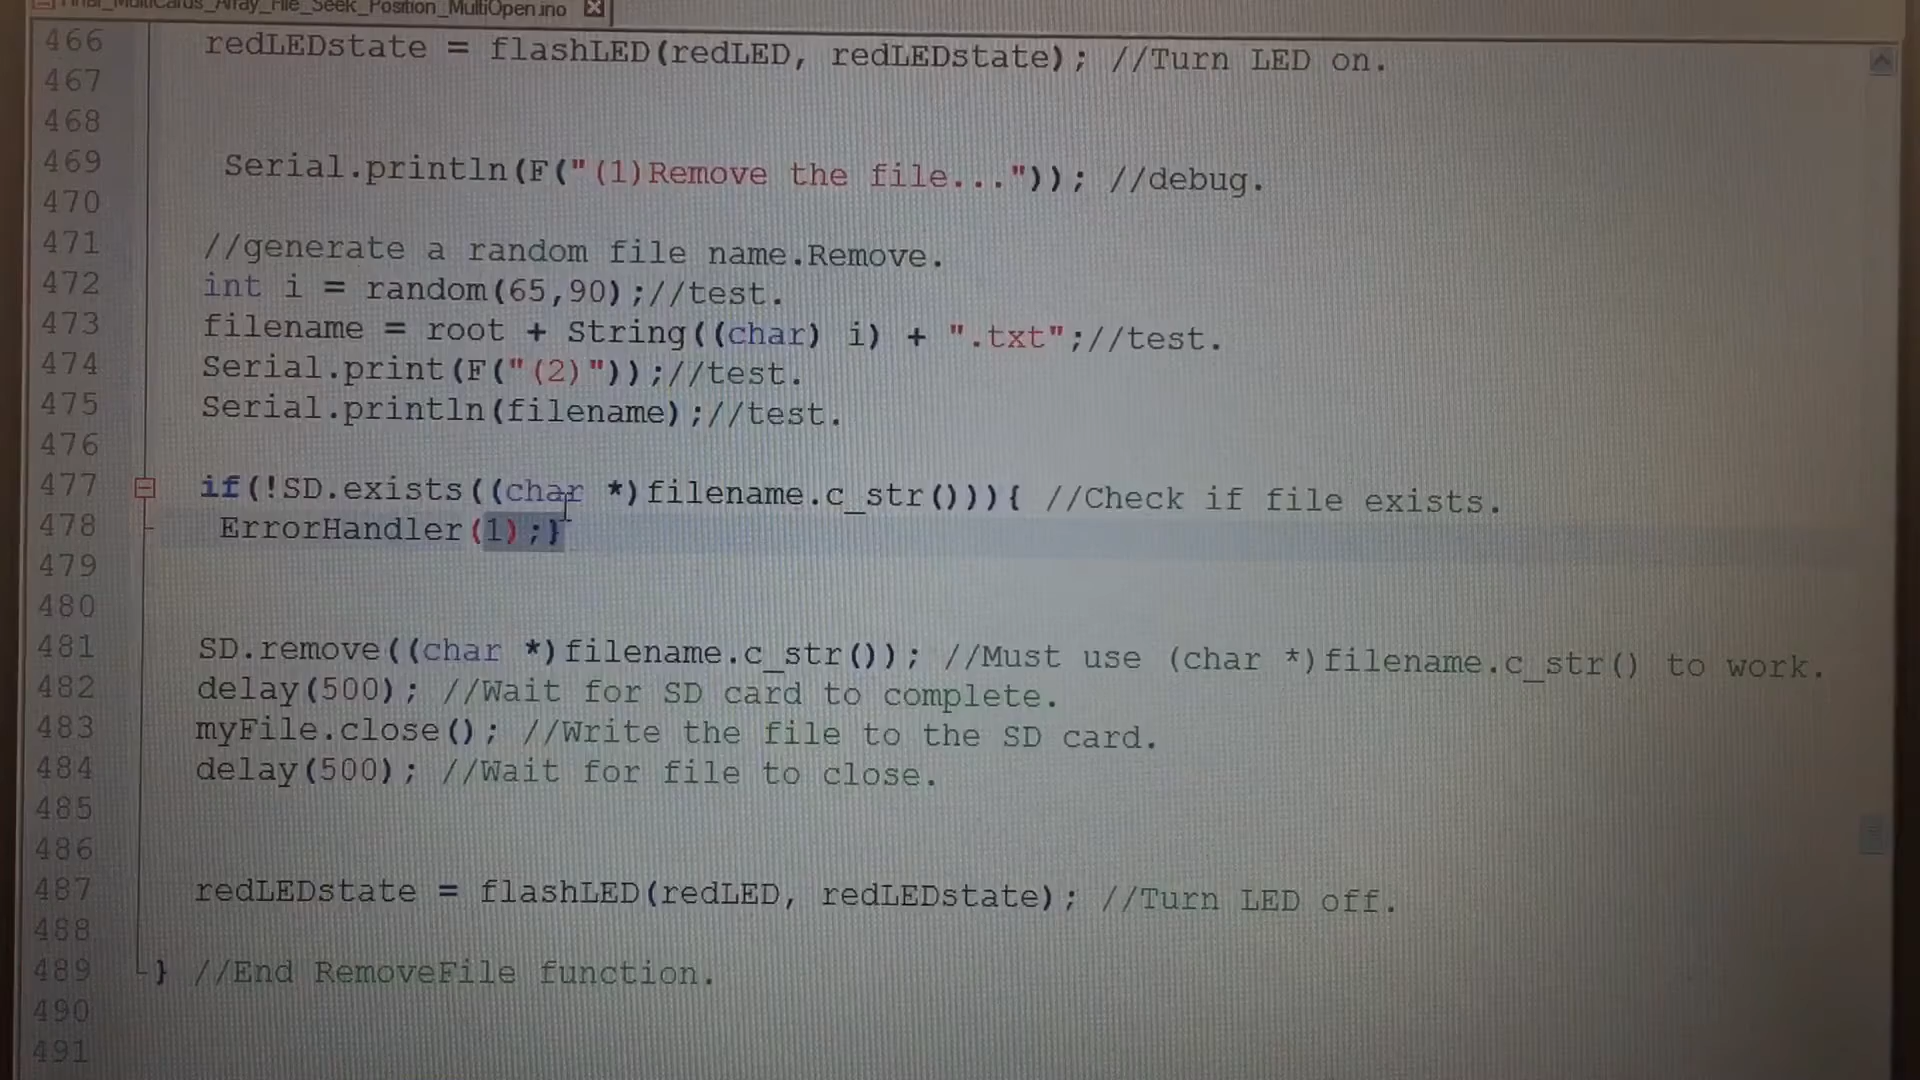 Final_MultiCards_Array_File_Seek_Position_MultiOpen.ino
466 redLEDstate = flashLED(redLED, redLEDstate); //Turn LED on.
467
468
469 Serial.println(F("(1)Remove the file...")); //debug.
470
471 //generate a random file name.Remove.
472 int i = random(65,90);//test.
473 filename = root + String((char) i) + ".txt";//test.
474 Serial.print(F("(2)"));//test.
475 Serial.println(filename);//test.
476
477 if(!SD.exists((char *)filename.c_str())){ //Check if file exists.
478 ErrorHandler(1);}
479
480
481 SD.remove((char *)filename.c_str()); //Must use (char *)filename.c_str() to work.
482 delay(500); //Wait for SD card to complete.
483 myFile.close(); //Write the file to the SD card.
484 delay(500); //Wait for file to close.
485
486
487 redLEDstate = flashLED(redLED, redLEDstate); //Turn LED off.
488
489 } //End RemoveFile function.
490
491